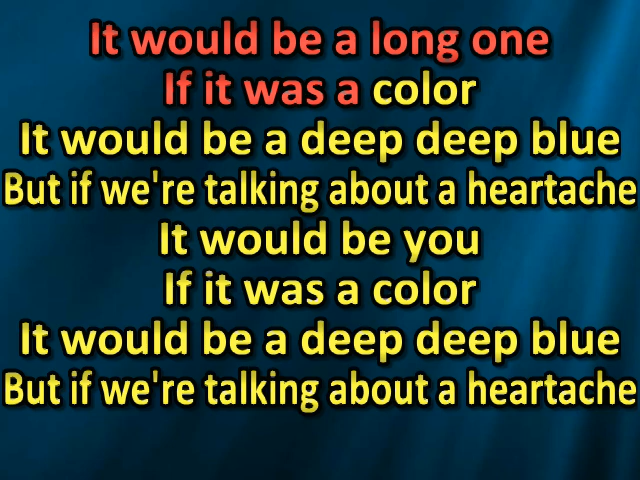 It would be a long one
If it was a color
It would be a deep deep blue
But if we're talking about a heartache
It would be you
If it was a color
It would be a deep deep blue
But if we're talking about a heartache